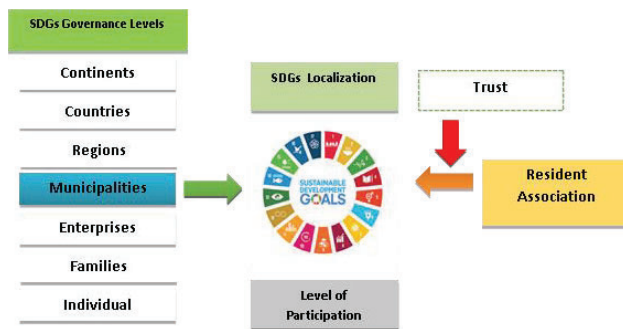 SDGs Governance Levels
Continents
Countries
Regions
Municipalities
Enterprises
Families
Individual
SDGs Localization
SUSTAINABLE
DEVELOPMENT
GOALS
Level of
Participation
Trust
Resident
Association